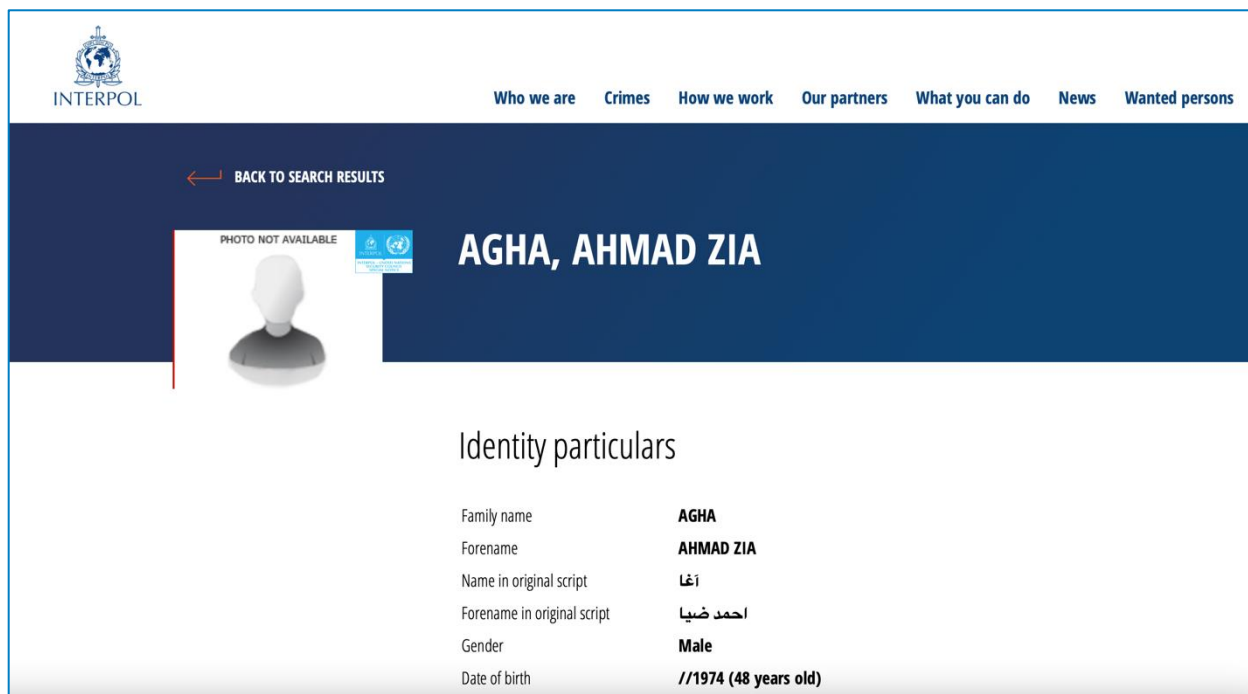 INTERPOL
Who we are Crimes How we work Our partners What you can do News Wanted persons
BACK TO SEARCH RESULTS
PHOTO NOT AVAILABLE
AGHA, AHMAD ZIA
Identity particulars
Family name AGHA
Forename AHMAD ZIA
Name in original script آغا
Forename in original script احمد ضيا
Gender Male
Date of birth //1974 (48 years old)